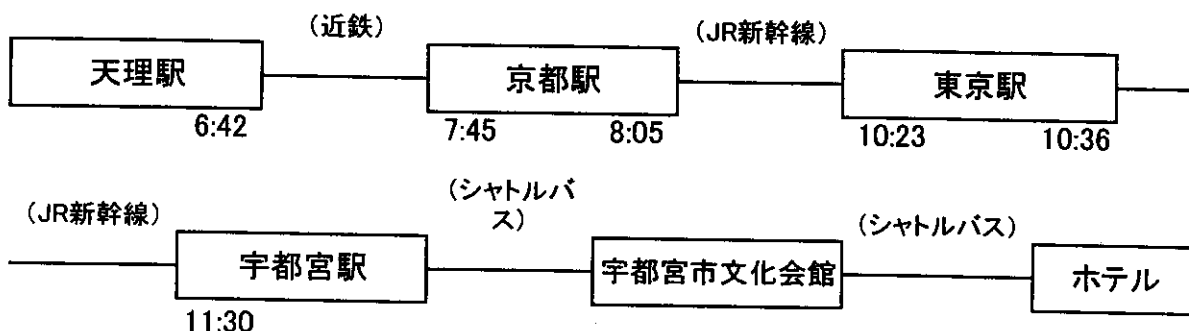 (近鉄)
(JR新幹線)
天理駅
京都駅
東京駅
6:42
7:45
8:05
10:23
10:36
(JR新幹線)
(シャトルバ
ス)
(シャトルバス)
宇都宮駅
宇都宮市文化会館
ホテル
11:30